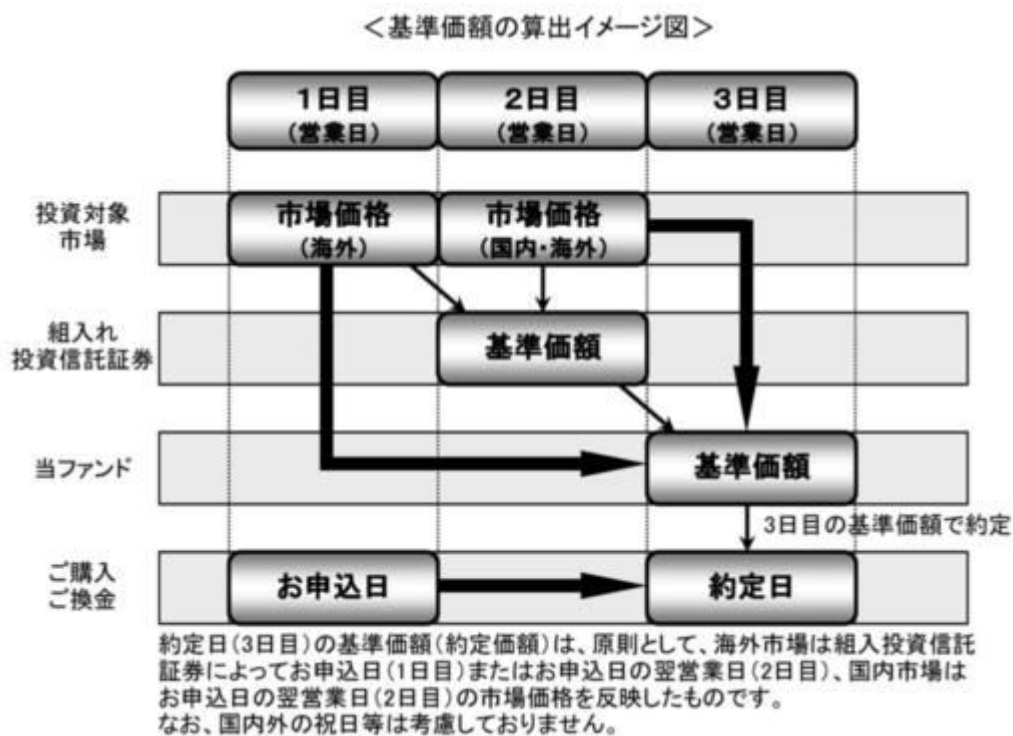 ＜基準価額の算出イメージ図＞
1日目
(営業日)
2日目
(営業日)
3日目
(営業日)
投資対象
市場
市場価格
(海外)
市場価格
(国内・海外)
組入れ
投資信託証券
基準価額
当ファンド
基準価額
3日目の基準価額で約定
ご購入
ご換金
お申込日
約定日
約定日(3日目)の基準価額(約定価額)は、原則として、海外市場は組入投資信託
証券によってお申込日(1日目)またはお申込日の翌営業日(2日目)、国内市場は
お申込日の翌営業日(2日目)の市場価格を反映したものです。
なお、国内外の祝日等は考慮しておりません。